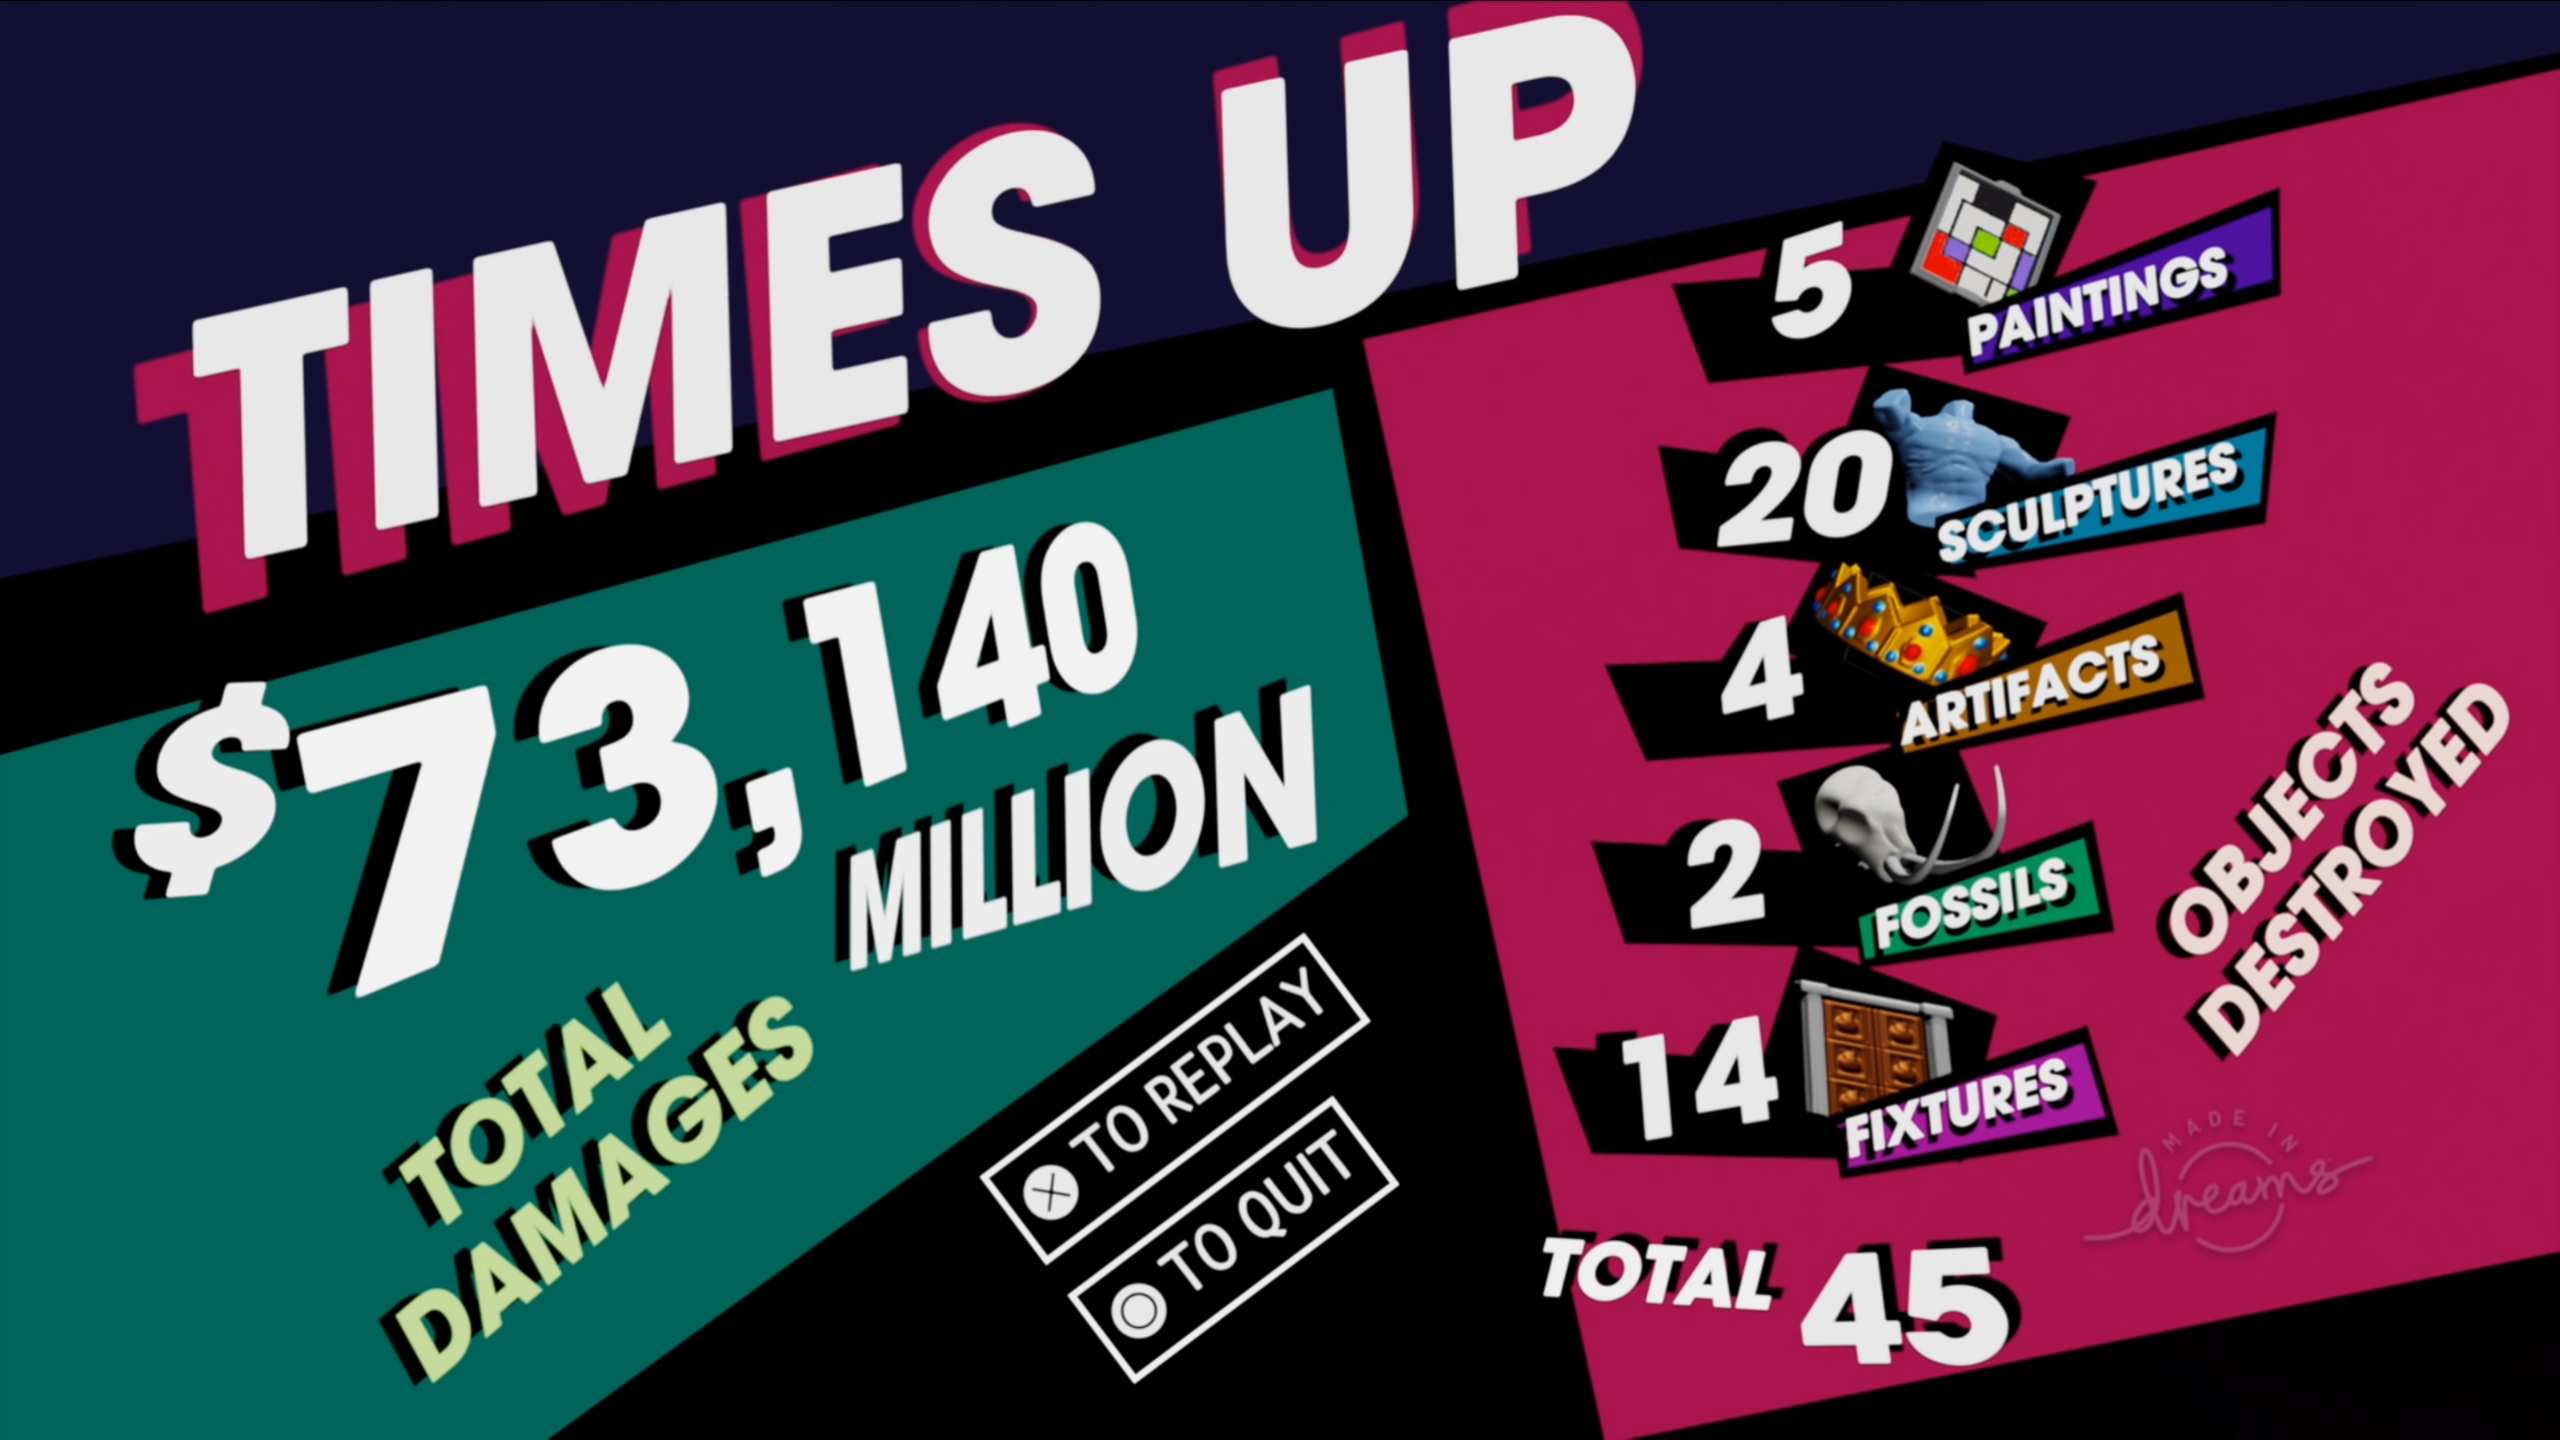 TIMES UP
$73,140
MILLION
TOTAL
DAMAGES
TO REPLAY
TO QUIT
5 PAINTINGS
20 SCULPTURES
4 ARTIFACTS
2 FOSSILS
14 FIXTURES
TOTAL 45
OBJECTS
DESTROYED
MADE IN
dreams